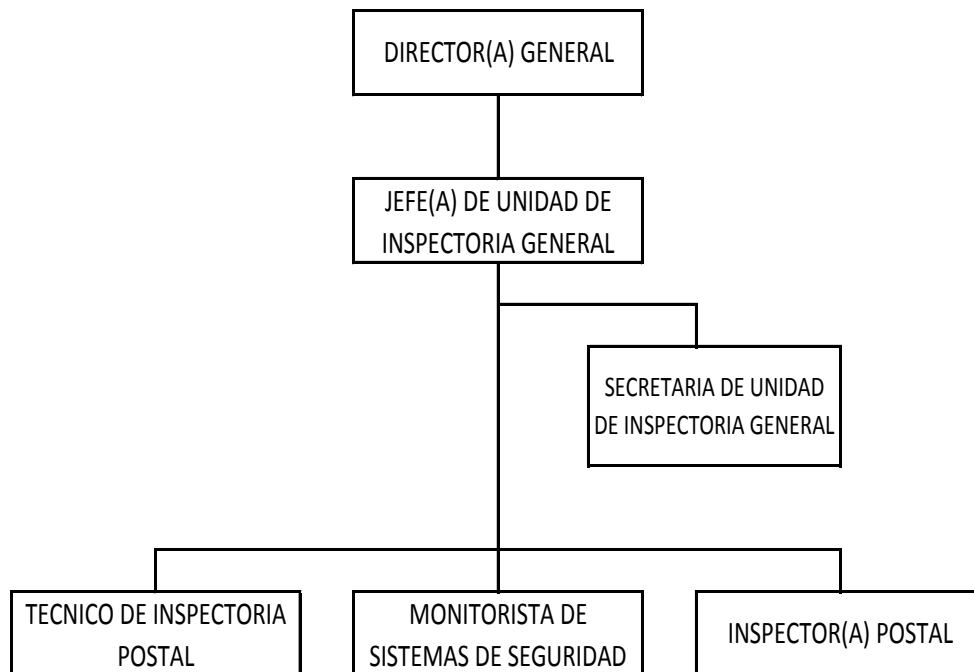 DIRECTOR(A) GENERAL
JEFE(A) DE UNIDAD DE
INSPECTORIA GENERAL
SECRETARIA DE UNIDAD
DE INSPECTORIA GENERAL
TECNICO DE INSPECTORIA
POSTAL
MONITORISTA DE
SISTEMAS DE SEGURIDAD
INSPECTOR(A) POSTAL